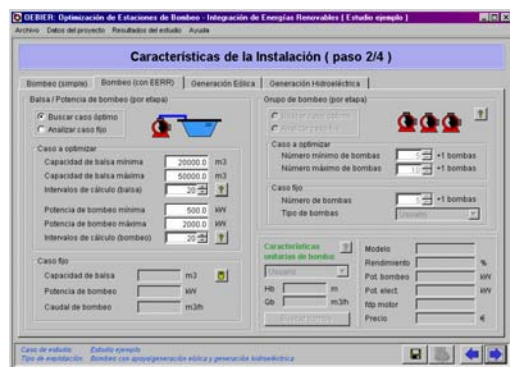 OEBIER: Optimización de Estaciones de Bombeo - Integración de Energías Renovables [ Estudio ejemplo ]
Archivo Datos del proyecto Resultados del estudio Ayuda
Características de la Instalación ( paso 2/4 )
Bombeo (simple) Bombeo (con EERR) Generación Eólica Generación Hidroeléctrica
Balsa / Potencia de bombeo (por etapa)
Buscar caso óptimo
Analizar caso fijo
Caso a optimizar
Capacidad de balsa mínima 20000.0 m3
Capacidad de balsa máxima 50000.0 m3
Intervalos de cálculo (balsa) 20 ?
Potencia de bombeo mínima 500.0 kW
Potencia de bombeo máxima 2000.0 kW
Intervalos de cálculo (bombeo) 20 ?
Caso fijo
Capacidad de balsa m3
Potencia de bombeo kW
Caudal de bombeo m3/h
Grupo de bombeo (por etapa)
Buscar caso óptimo ?
Analizar caso fijo
Caso a optimizar
Número mínimo de bombas 5 +1 bombas
Número máximo de bombas 10 +1 bombas
Caso fijo
Número de bombas 5 +1 bombas
Tipo de bombas Usuario
Características unitarias de bombeo ?
Usuario
Hb m
Gb m3/h
Modelo
Rendimiento %
Pot. bombeo kW
Pot. elect. kW
fdp motor
Precio €
Caso de estudio: Estudio ejemplo
Tipo de explotación: Bombeo con apoyo/generación eólica y generación hidroeléctrica